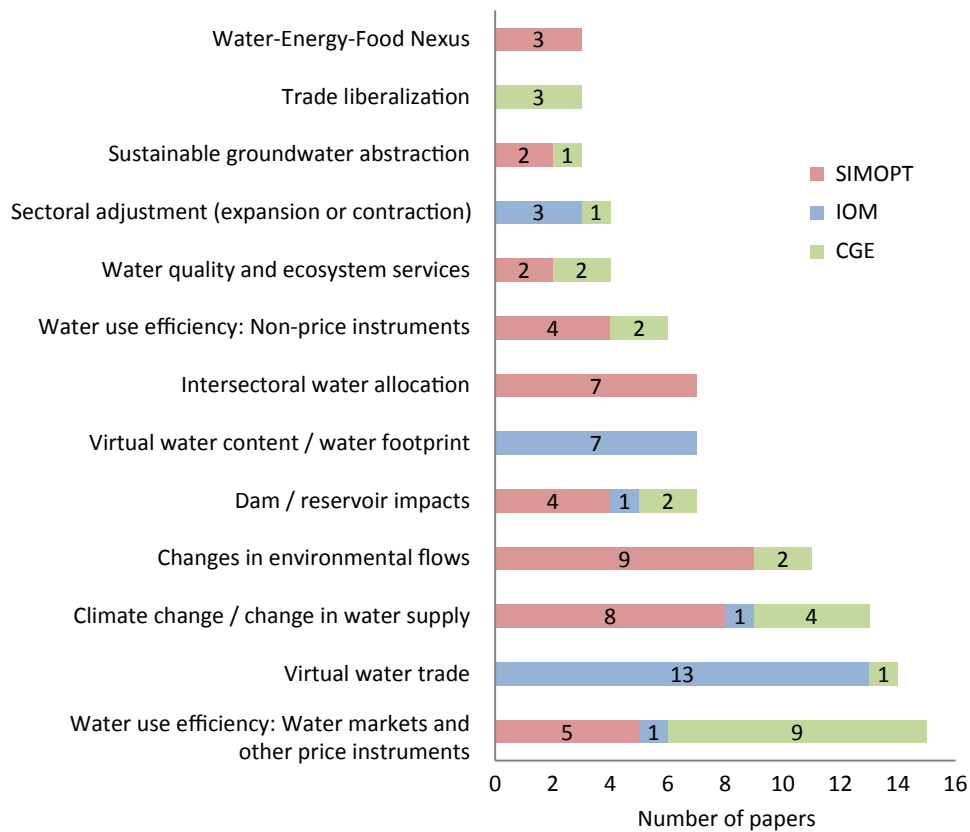 Water-Energy-Food Nexus 3
Trade liberalization 3
Sustainable groundwater abstraction 2 1
SIMOPT
Sectoral adjustment (expansion or contraction) 3 1
IOM
CGE
Water quality and ecosystem services 2 2
Water use efficiency: Non-price instruments 4 2
Intersectoral water allocation 7
Virtual water content / water footprint 7
Dam / reservoir impacts 4 1 2
Changes in environmental flows 9 2
Climate change / change in water supply 8 1 4
Virtual water trade 13 1
Water use efficiency: Water markets and
other price instruments 5 1 9
0 2 4 6 8 10 12 14 16
Number of papers